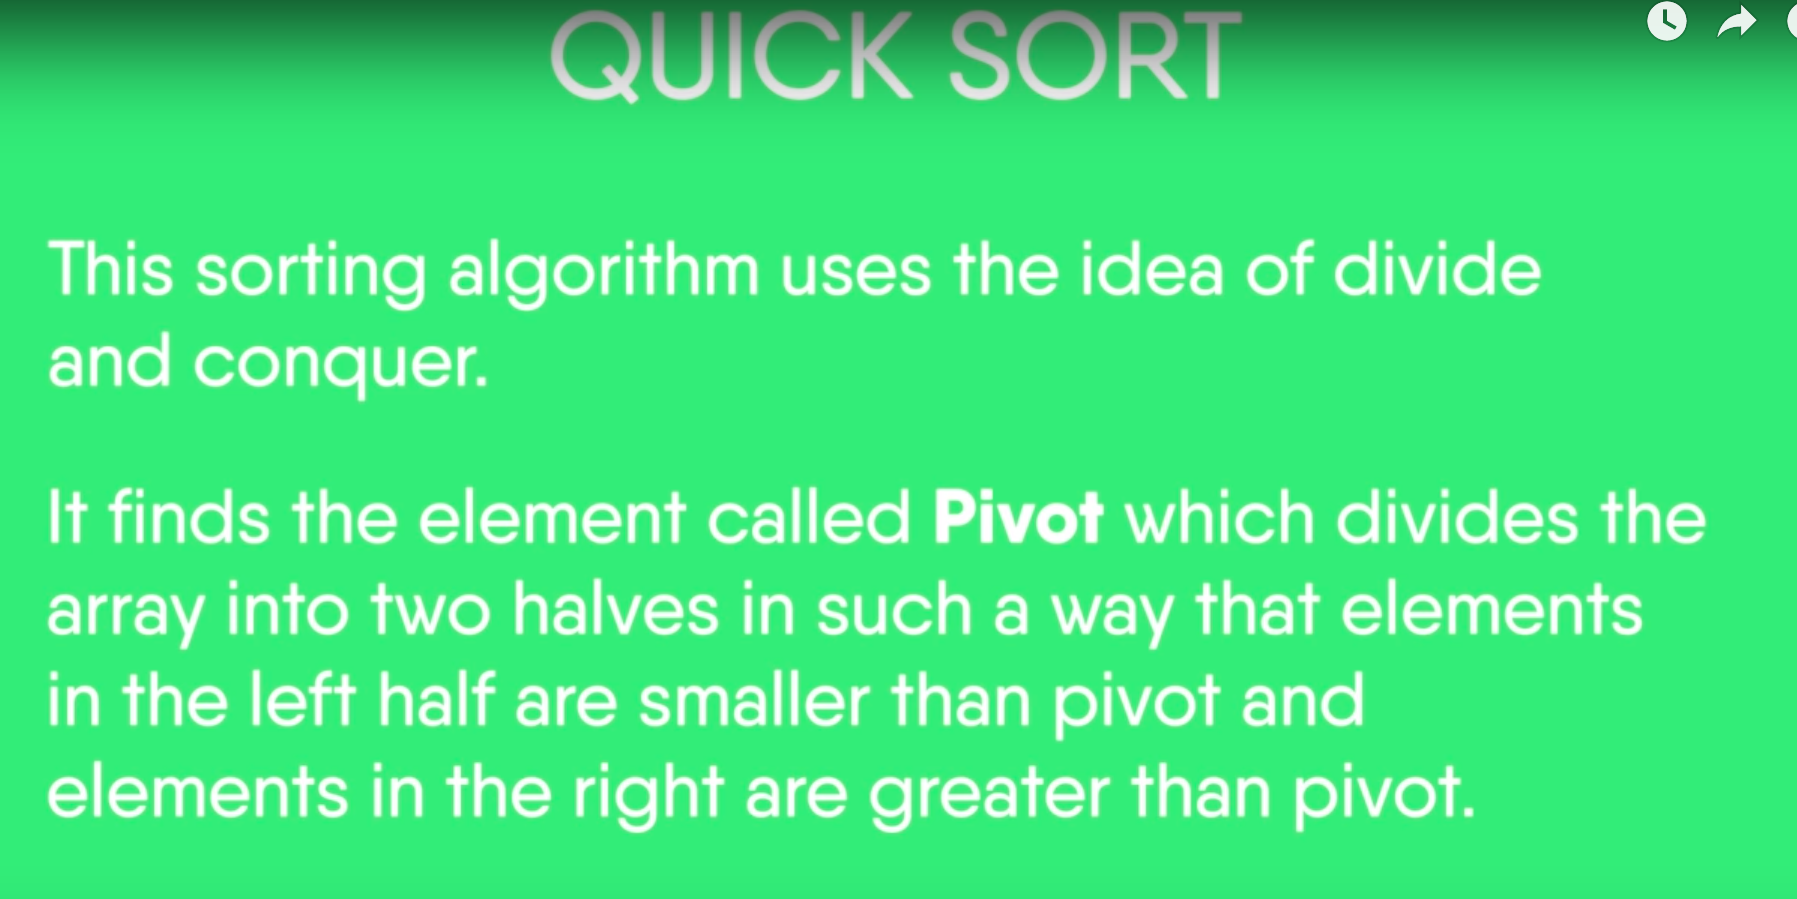 QUICK SORT
This sorting algorithm uses the idea of divide
and conquer.
It finds the element called Pivot which divides the
array into two halves in such a way that elements
in the left half are smaller than pivot and
elements in the right are greater than pivot.